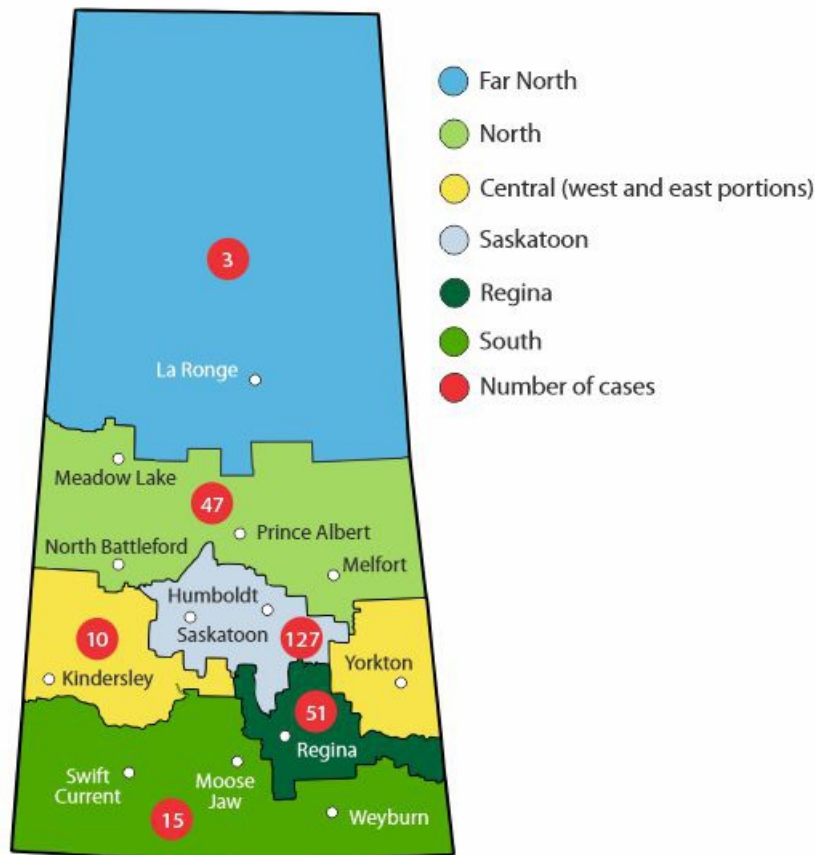 Far North
North
Central (west and east portions)
Saskatoon
Regina
South
Number of cases
3
La Ronge
Meadow Lake
47
Prince Albert
North Battleford
Melfort
Humboldt
Saskatoon
127
10
Kindersley
Yorkton
51
Regina
Swift
Current
Moose
Jaw
15
Weyburn